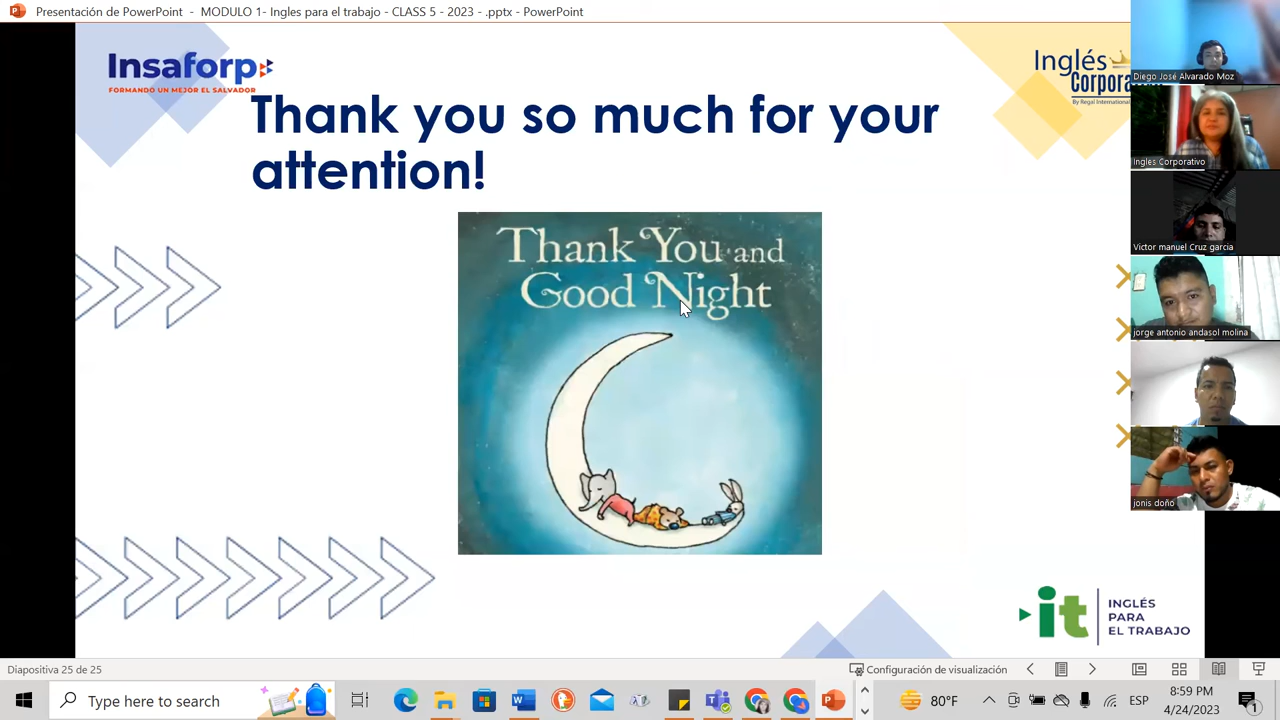 Presentación de PowerPoint - MODULO 1- Ingles para el trabajo - CLASS 5 - 2023 - .pptx - PowerPoint
Insaforp
FORMANDO UN MEJOR EL SALVADOR
Inglés
By Regal International
Thank you so much for your
attention!
Thank You and
Good Night
Diego José Alvarado Moz
Ingles Corporativo
Victor manuel Cruz garcia
jorge antonio andasol molina
jonis doño
it
INGLÉS
PARA
EL TRABAJO
Diapositiva 25 de 25
Configuración de visualización
Type here to search
80°F
ESP
8:59 PM
4/24/2023
1